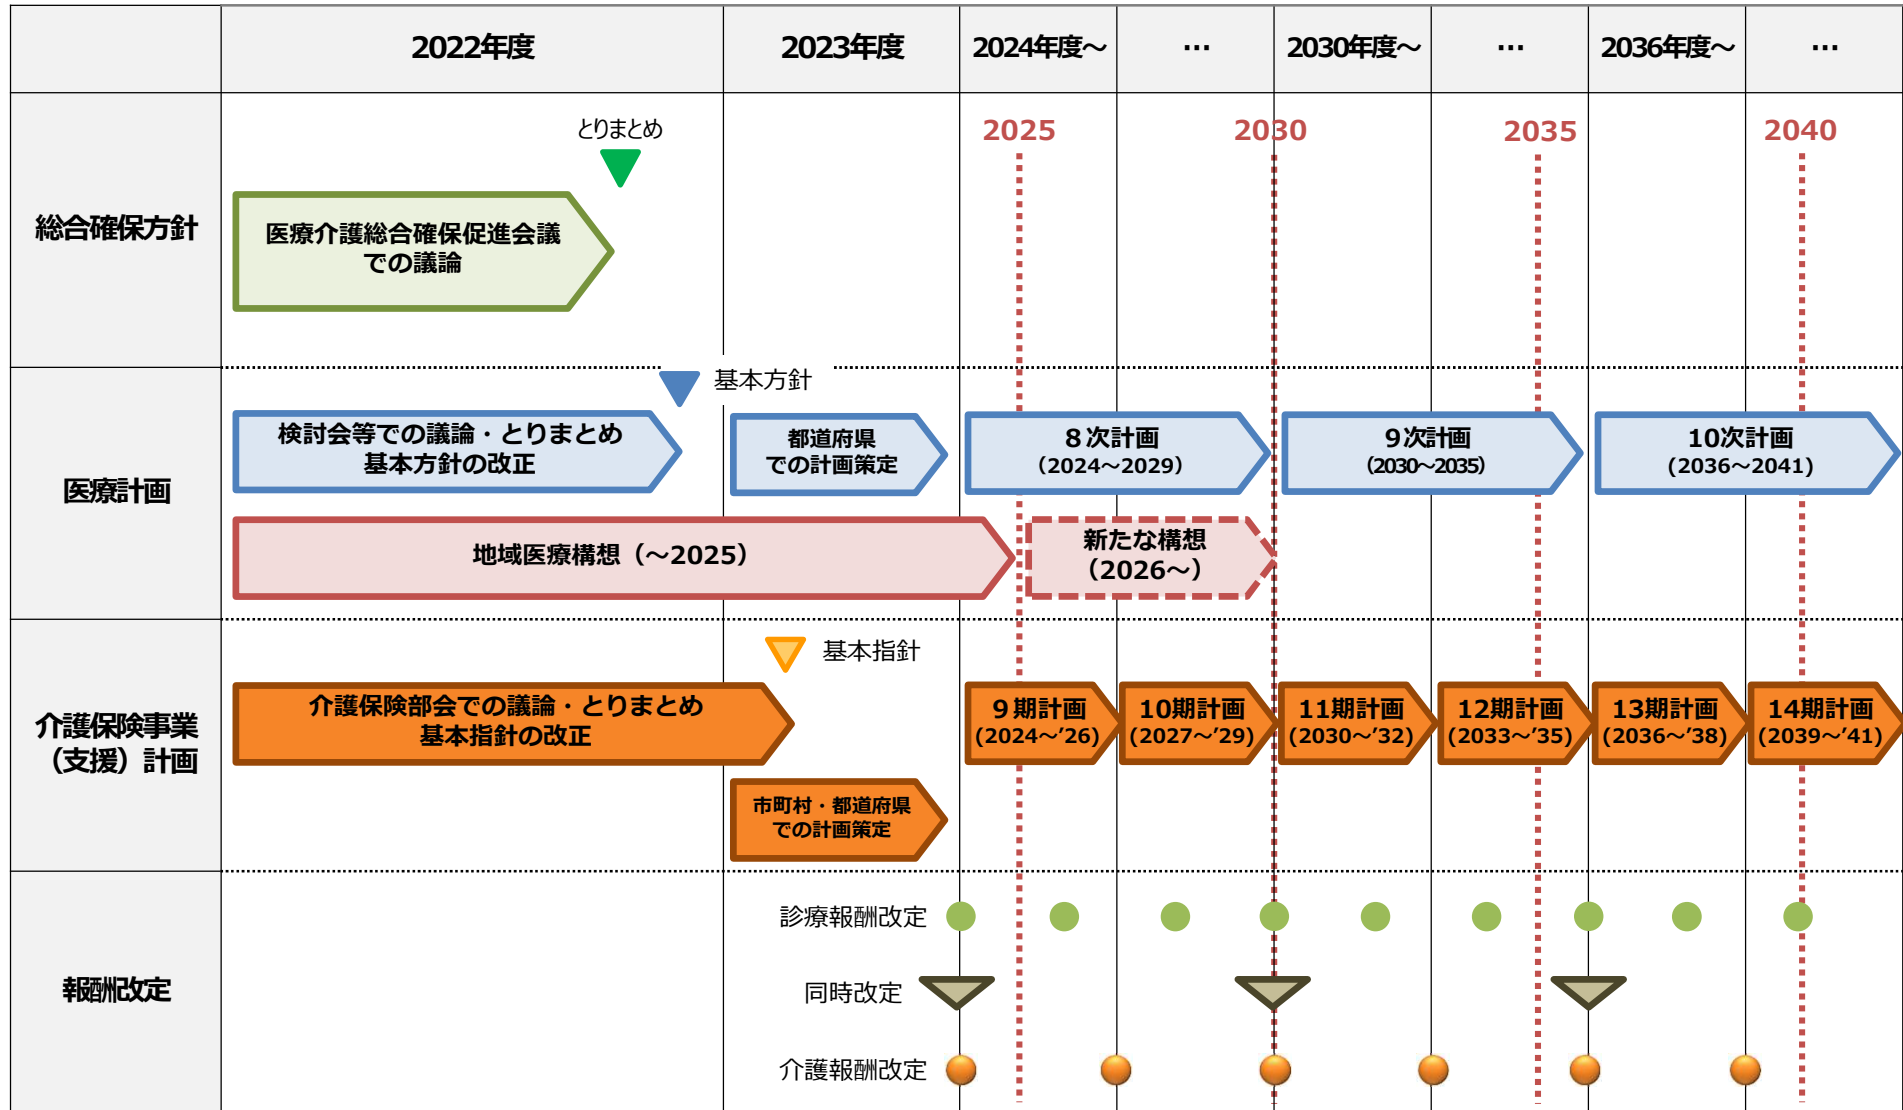 2022年度
2023年度
2024年度～
…
2030年度～
…
2036年度～
…
総合確保方針
とりまとめ
医療介護総合確保促進会議
での議論
2025
2030
2035
2040
医療計画
基本方針
検討会等での議論・とりまとめ
基本方針の改正
都道府県
での計画策定
８次計画
（2024～2029）
９次計画
（2030～2035）
10次計画
（2036～2041）
地域医療構想（～2025）
新たな構想
（2026～）
介護保険事業
（支援）計画
基本指針
介護保険部会での議論・とりまとめ
基本指針の改正
市町村・都道府県
での計画策定
９期計画
(2024～’26)
10期計画
(2027～’29)
11期計画
(2030～’32)
12期計画
(2033～’35)
13期計画
(2036～’38)
14期計画
(2039～’41)
報酬改定
診療報酬改定
同時改定
介護報酬改定